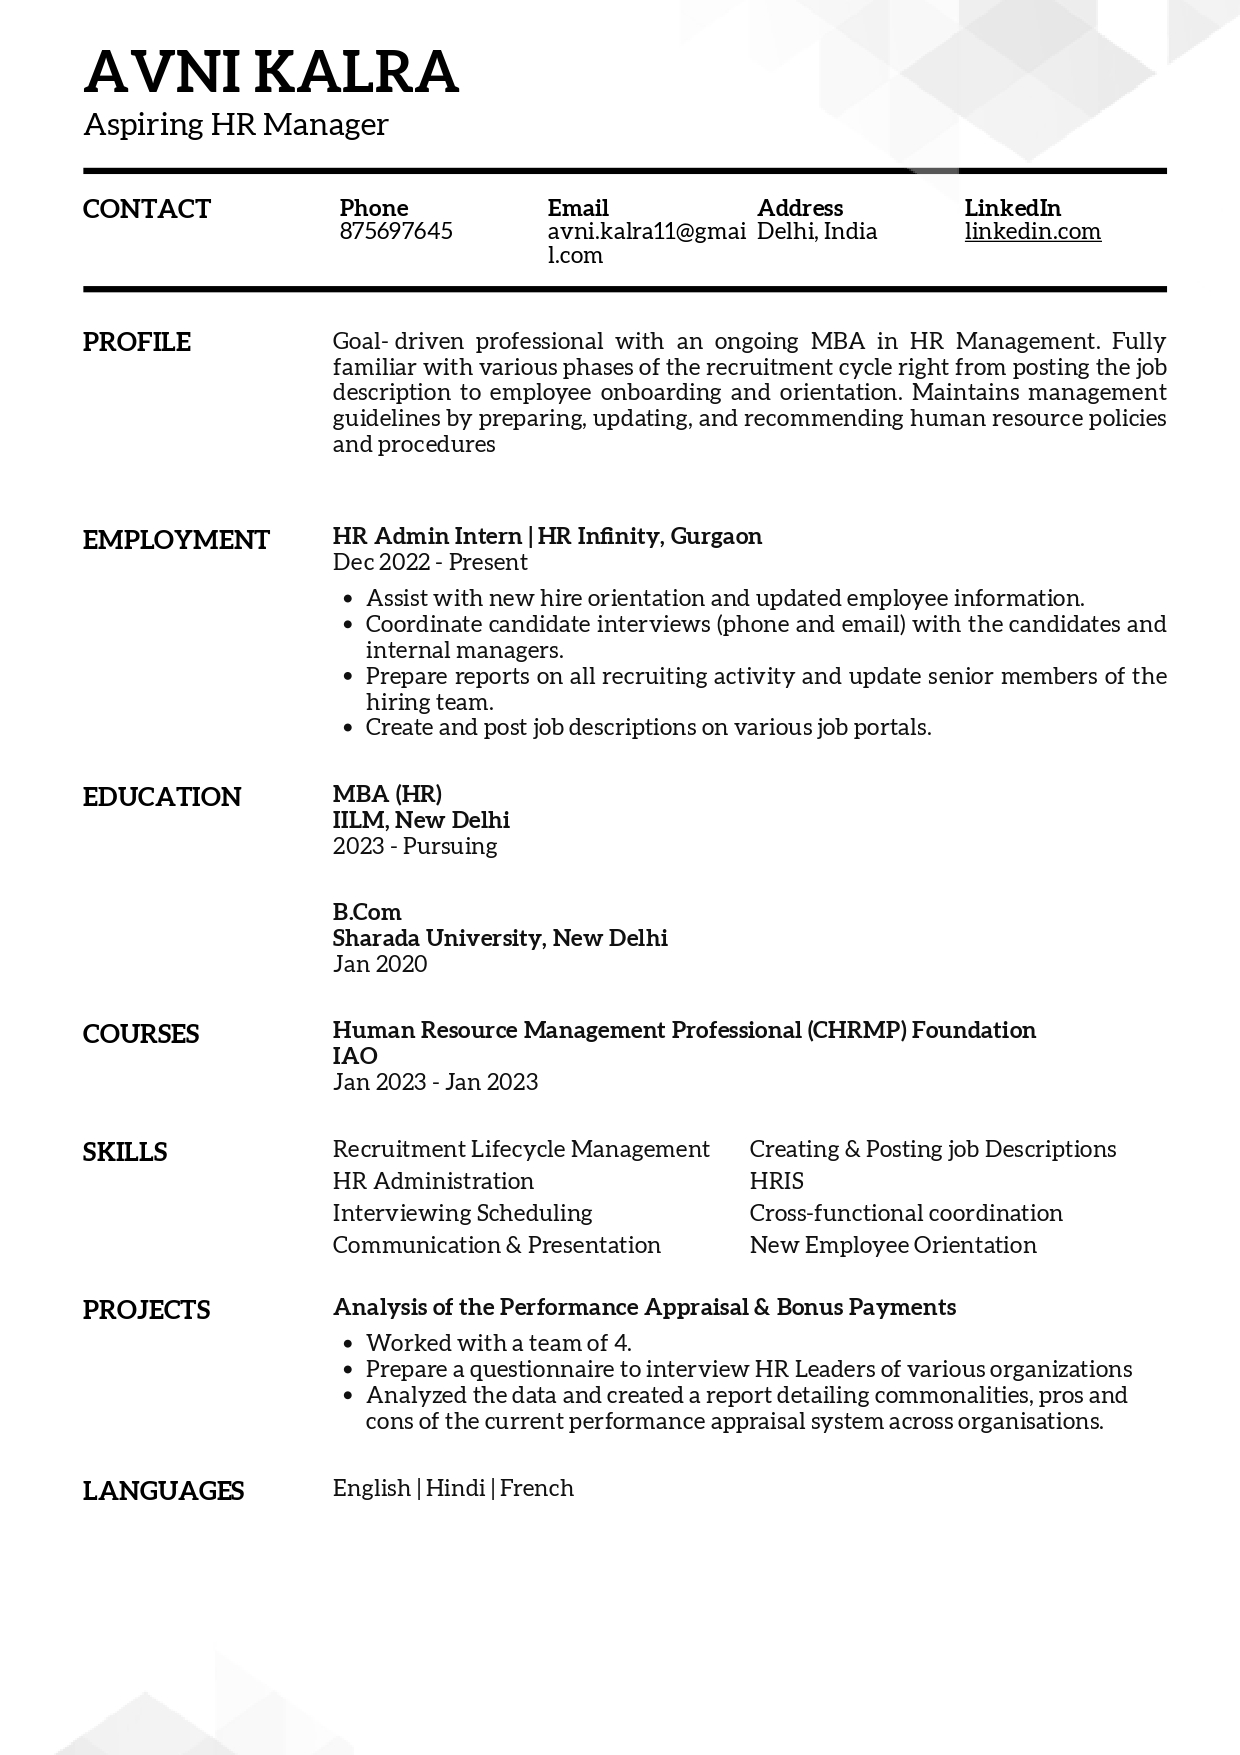 AVNI KALRA
Aspiring HR Manager
CONTACT
Phone
875697645
Email
avni.kalra11@gmai
l.com
Address
Delhi, India
LinkedIn
linkedin.com
PROFILE
Goal- driven professional with an ongoing MBA in HR Management. Fully
familiar with various phases of the recruitment cycle right from posting the job
description to employee onboarding and orientation. Maintains management
guidelines by preparing, updating, and recommending human resource policies
and procedures
EMPLOYMENT
HR Admin Intern | HR Infinity, Gurgaon
Dec 2022 - Present
• Assist with new hire orientation and updated employee information.
• Coordinate candidate interviews (phone and email) with the candidates and
internal managers.
• Prepare reports on all recruiting activity and update senior members of the
hiring team.
• Create and post job descriptions on various job portals.
EDUCATION
MBA (HR)
IILM, New Delhi
2023 - Pursuing
B.Com
Sharada University, New Delhi
Jan 2020
COURSES
Human Resource Management Professional (CHRMP) Foundation
IAO
Jan 2023 - Jan 2023
SKILLS
Recruitment Lifecycle Management
HR Administration
Interviewing Scheduling
Communication & Presentation
Creating & Posting job Descriptions
HRIS
Cross-functional coordination
New Employee Orientation
PROJECTS
Analysis of the Performance Appraisal & Bonus Payments
• Worked with a team of 4.
• Prepare a questionnaire to interview HR Leaders of various organizations
• Analyzed the data and created a report detailing commonalities, pros and
cons of the current performance appraisal system across organisations.
LANGUAGES
English | Hindi | French